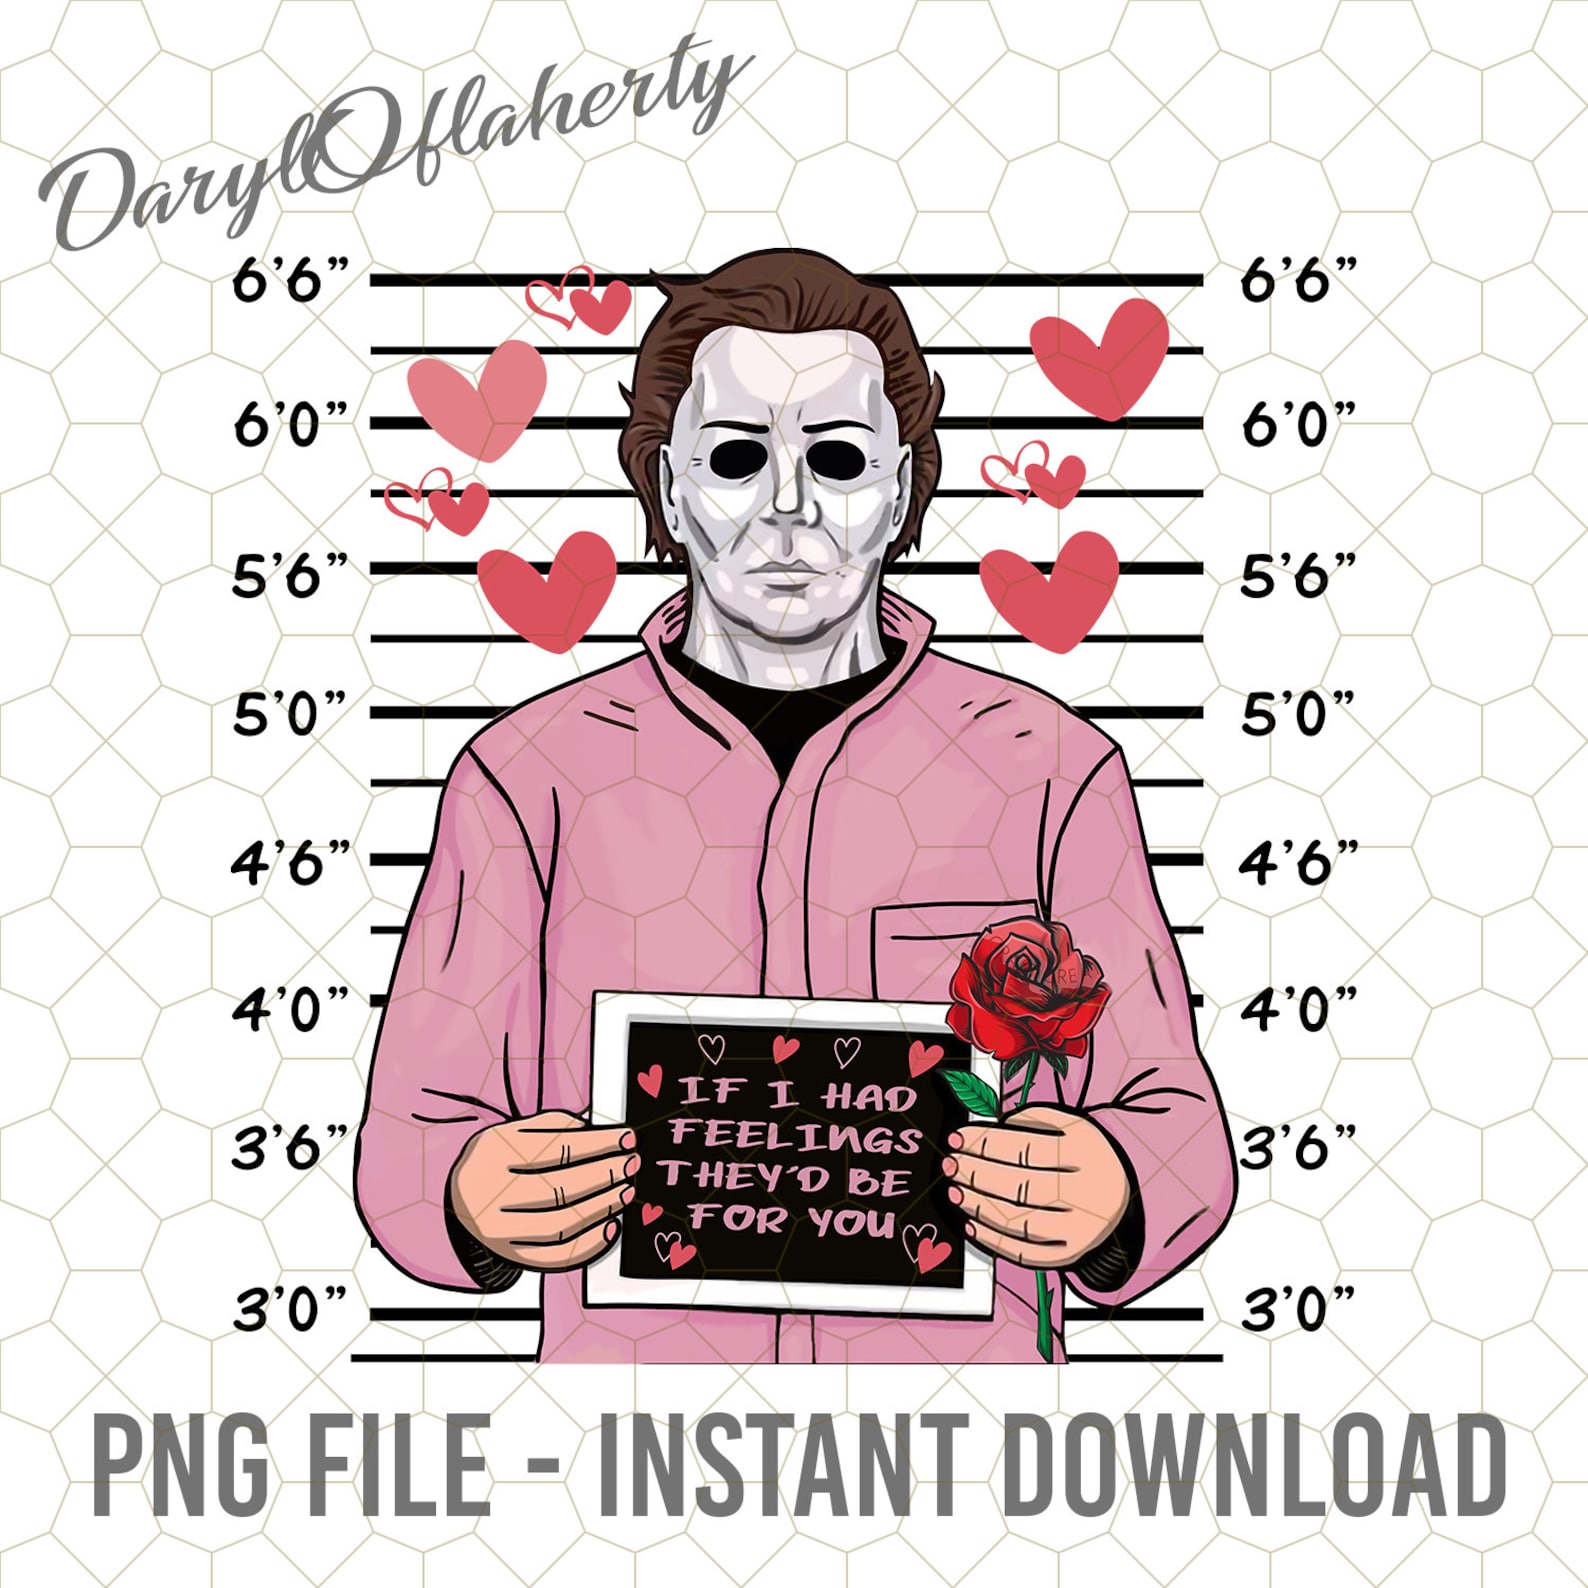 DarylOflaherty
6'6" 6'6"
6'0" 6'0"
5'6" 5'6"
5'0" 5'0"
4'6" 4'6"
4'0" 4'0"
3'6" 3'6"
3'0" 3'0"
IF I HAD
FEELINGS
THEY'D BE
FOR YOU
PNG FILE - INSTANT DOWNLOAD